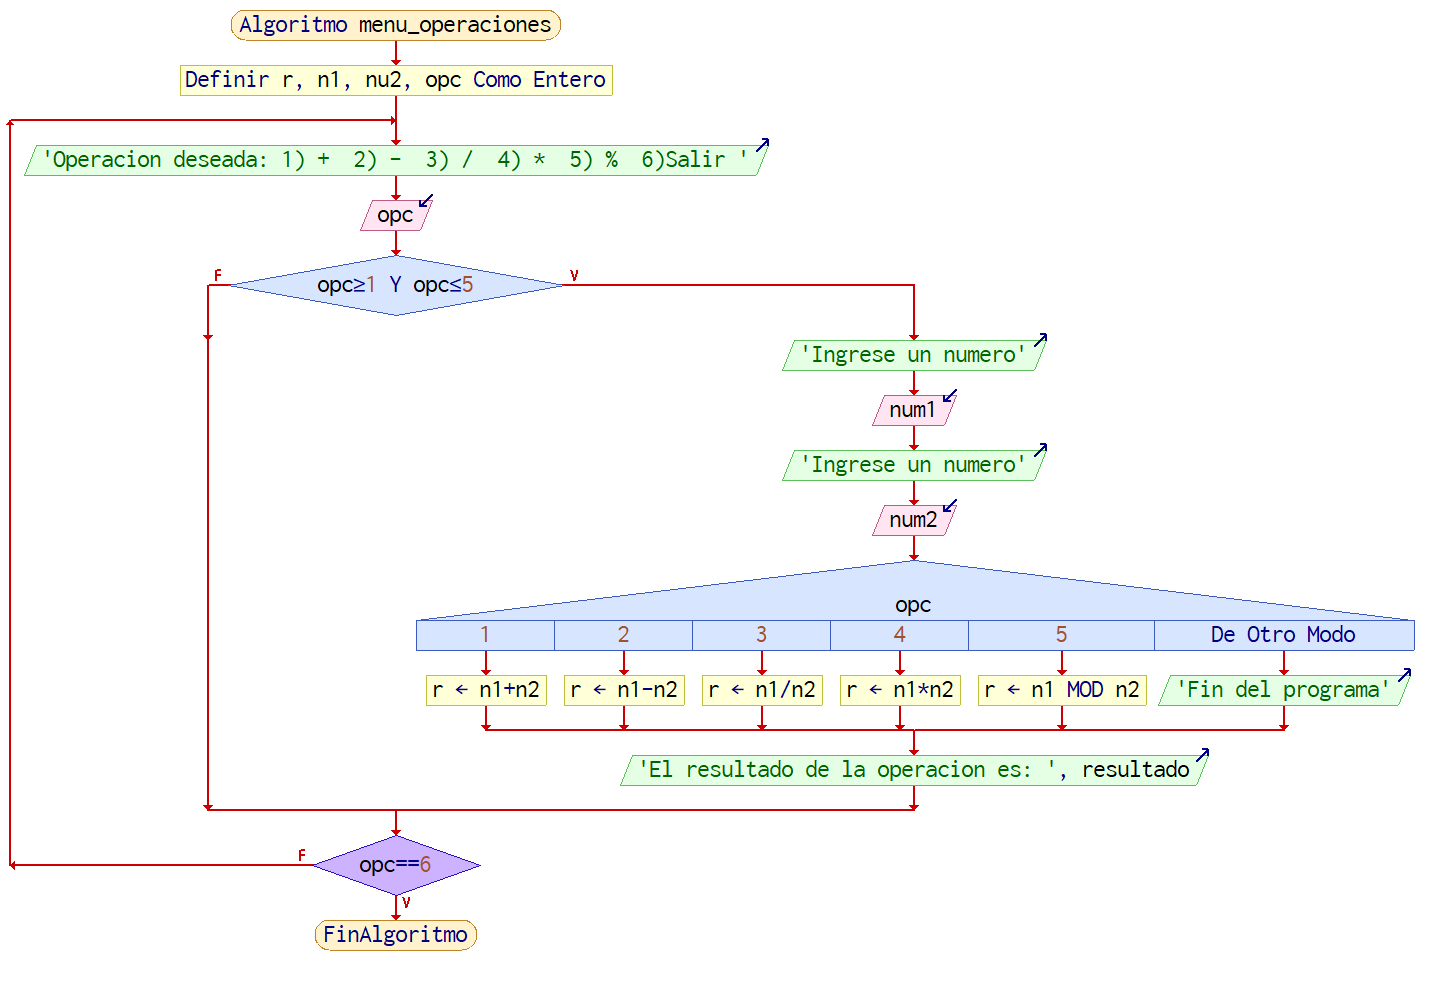 Algoritmo menu_operaciones
Definir r, n1, nu2, opc Como Entero
'Operacion deseada: 1) +  2) -  3) /  4) *  5) %  6)Salir '
opc
F
opc≥1 Y opc≤5
V
'Ingrese un numero'
num1
'Ingrese un numero'
num2
opc
1 2 3 4 5 De Otro Modo
r ← n1+n2 r ← n1-n2 r ← n1/n2 r ← n1*n2 r ← n1 MOD n2 'Fin del programa'
'El resultado de la operacion es: ', resultado
F
opc==6
V
FinAlgoritmo